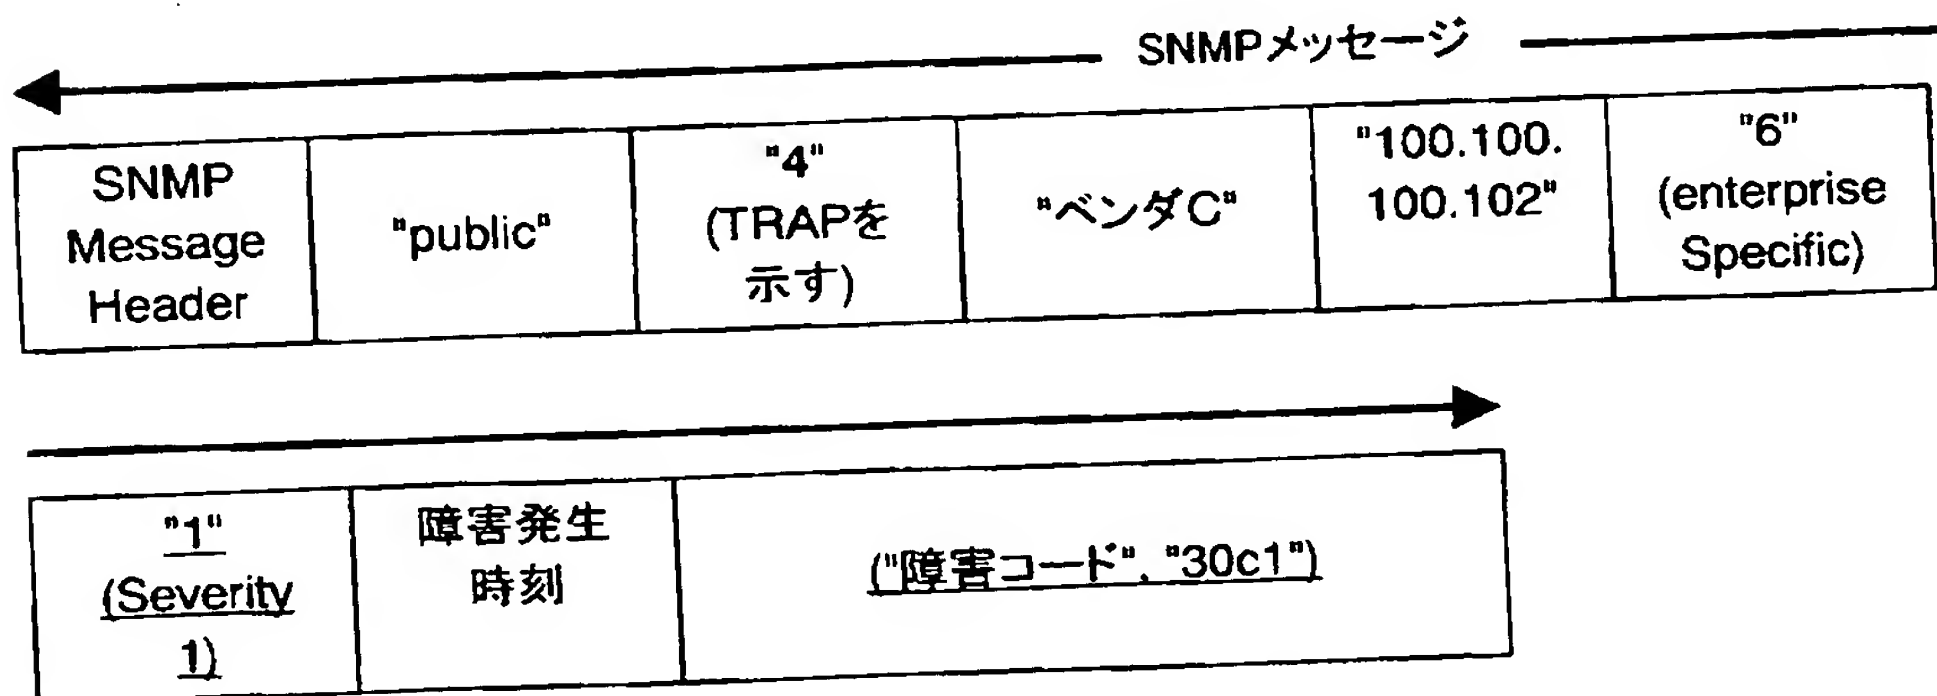 SNMPメッセージ
SNMP
Message
Header
"public"
"4"
(TRAPを
示す)
"ベンダC"
"100.100.
100.102"
"6"
(enterprise
Specific)
"1"
(Severity
1)
障害発生
時刻
("障害コード", "30c1")